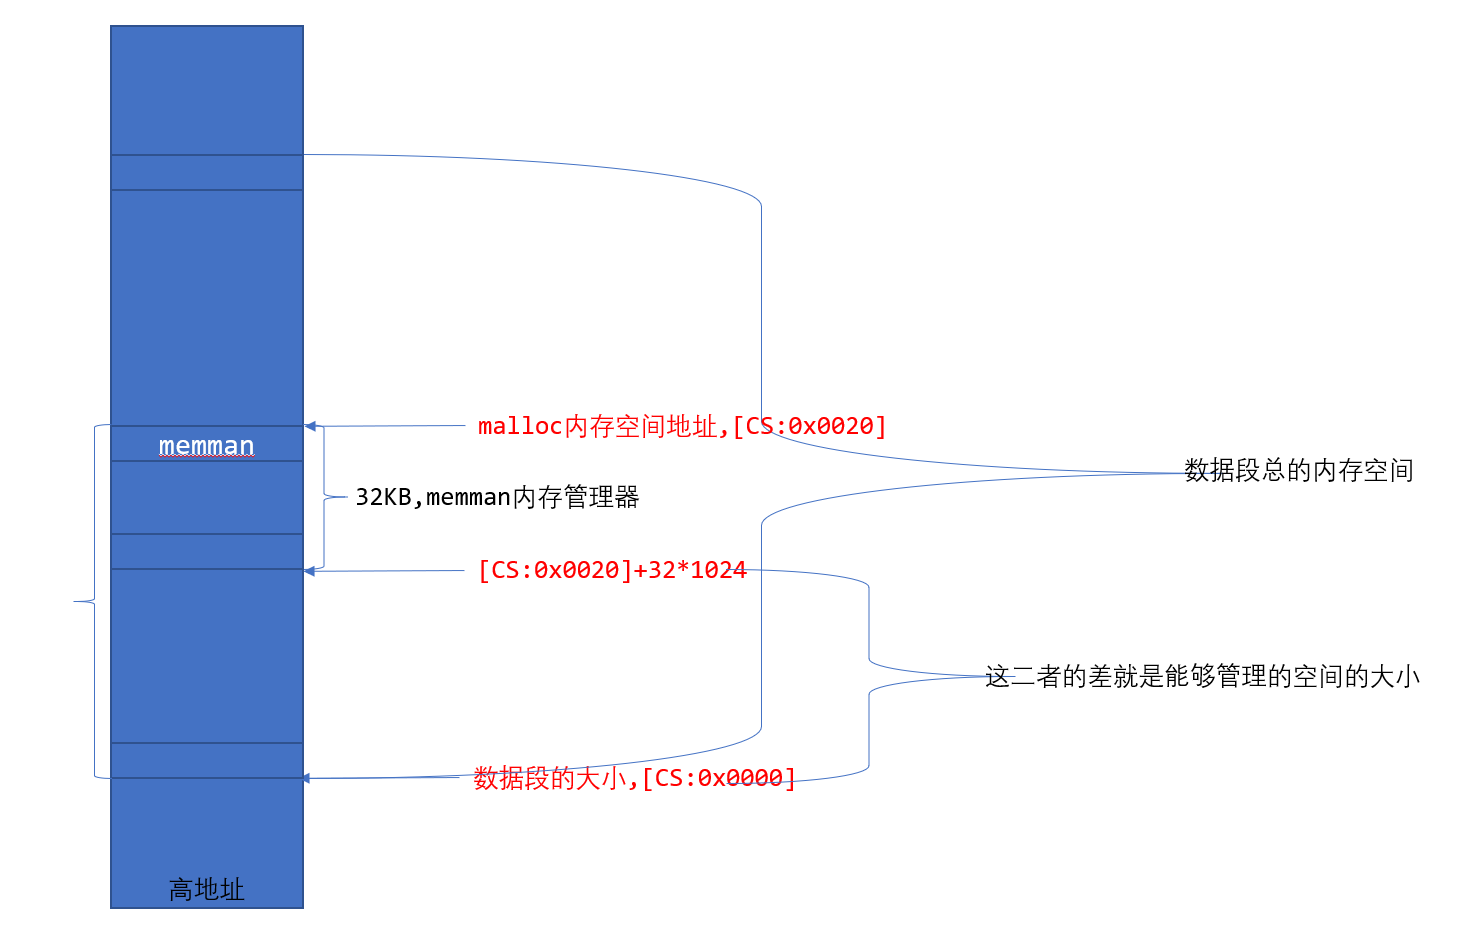 malloc内存空间地址,[CS:0x0020]
memman
数据段总的内存空间
32KB,memman内存管理器
[CS:0x0020]+32*1024
这二者的差就是能够管理的空间的大小
数据段的大小,[CS:0x0000]
高地址